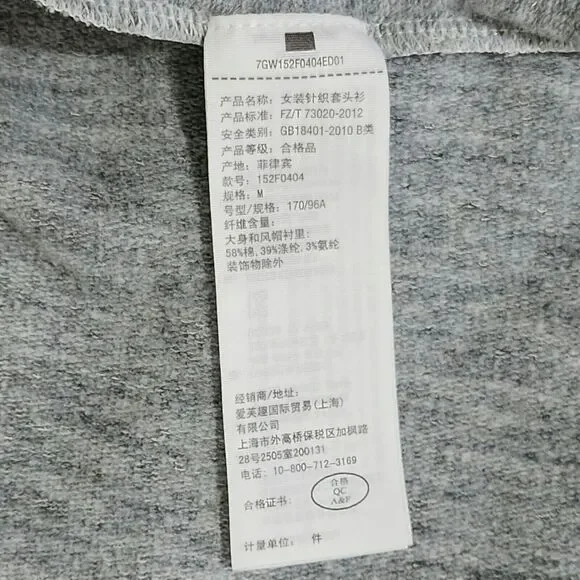 7GW152F0404ED01
产品名称：女装针织套头衫
产品标准：FZ/T 73020-2012
安全类别：GB18401-2010 B类
产品等级：合格品
产地：菲律宾
款号：152F0404
规格：M
号型/规格：170/96A
纤维含量：
大身和风帽衬里：
58%棉,39%涤纶,3%氨纶
装饰物除外
经销商/地址：
爱芙趣国际贸易(上海)
有限公司
上海市外高桥保税区加枫路
28号2505室200131
电话：10-800-712-3169
合格证书：
合格
QC
A&F
计量单位：件